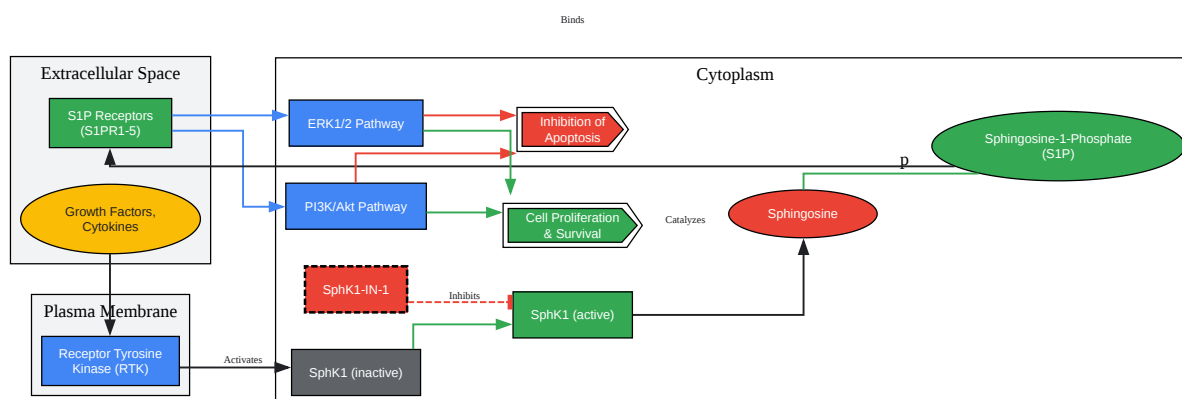 Binds
Extracellular Space
Cytoplasm
S1P Receptors
(S1PR1-5)
ERK1/2 Pathway
Inhibition of
Apoptosis
Sphingosine-1-Phosphate
(S1P)
p
Growth Factors,
Cytokines
PI3K/Akt Pathway
Cell Proliferation
& Survival
Catalyzes
Sphingosine
SphK1-IN-1
Inhibits
SphK1 (active)
Plasma Membrane
Receptor Tyrosine
Kinase (RTK)
Activates
SphK1 (inactive)